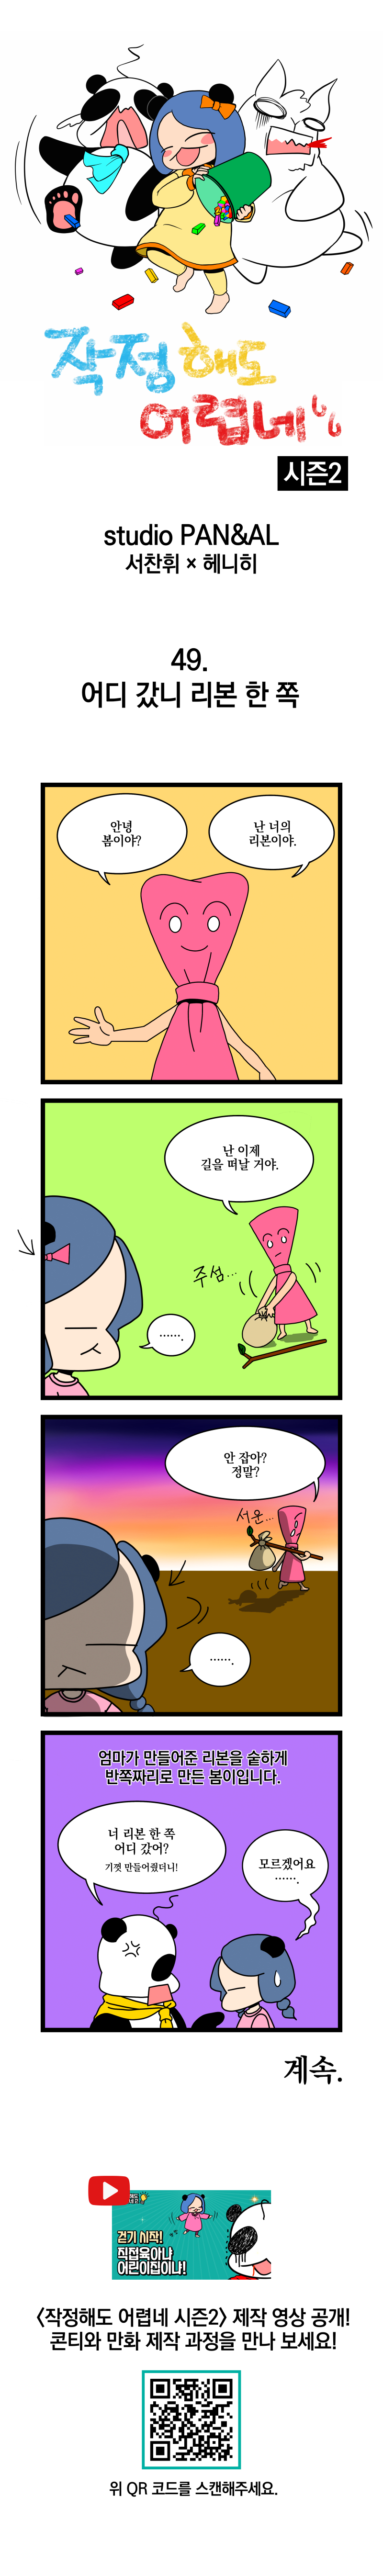 작정해도
어렵네
시즌2
studio PAN&AL
서찬휘 × 헤니히
49.
어디 갔니 리본 한 쪽
안녕
봄이야?
난 너의
리본이야.
난 이제
길을 떠날 거야.
주섬...
…….
안 잡아?
정말?
서운...
…….
엄마가 만들어준 리본을 숱하게
반쪽짜리로 만든 봄이입니다.
너 리본 한 쪽
어디 갔어?
기껏 만들어줬더니!
모르겠어요
…….
계속.
걷기 시작!
직접육아냐
어린이집이냐!
<작정해도 어렵네 시즌2> 제작 영상 공개!
콘티와 만화 제작 과정을 만나 보세요!
위 QR 코드를 스캔해주세요.